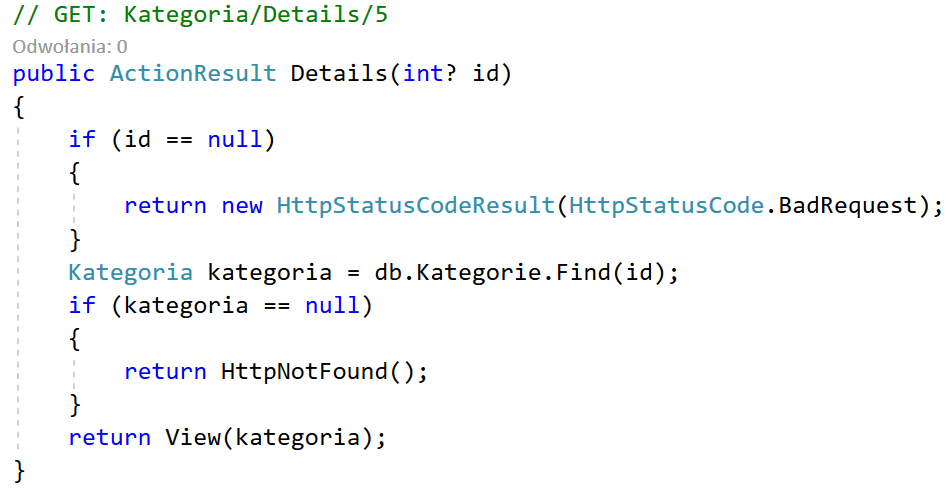 // GET: Kategoria/Details/5
Odwołania: 0
public ActionResult Details(int? id)
{
    if (id == null)
    {
        return new HttpStatusCodeResult(HttpStatusCode.BadRequest);
    }
    Kategoria kategoria = db.Kategorie.Find(id);
    if (kategoria == null)
    {
        return HttpNotFound();
    }
    return View(kategoria);
}